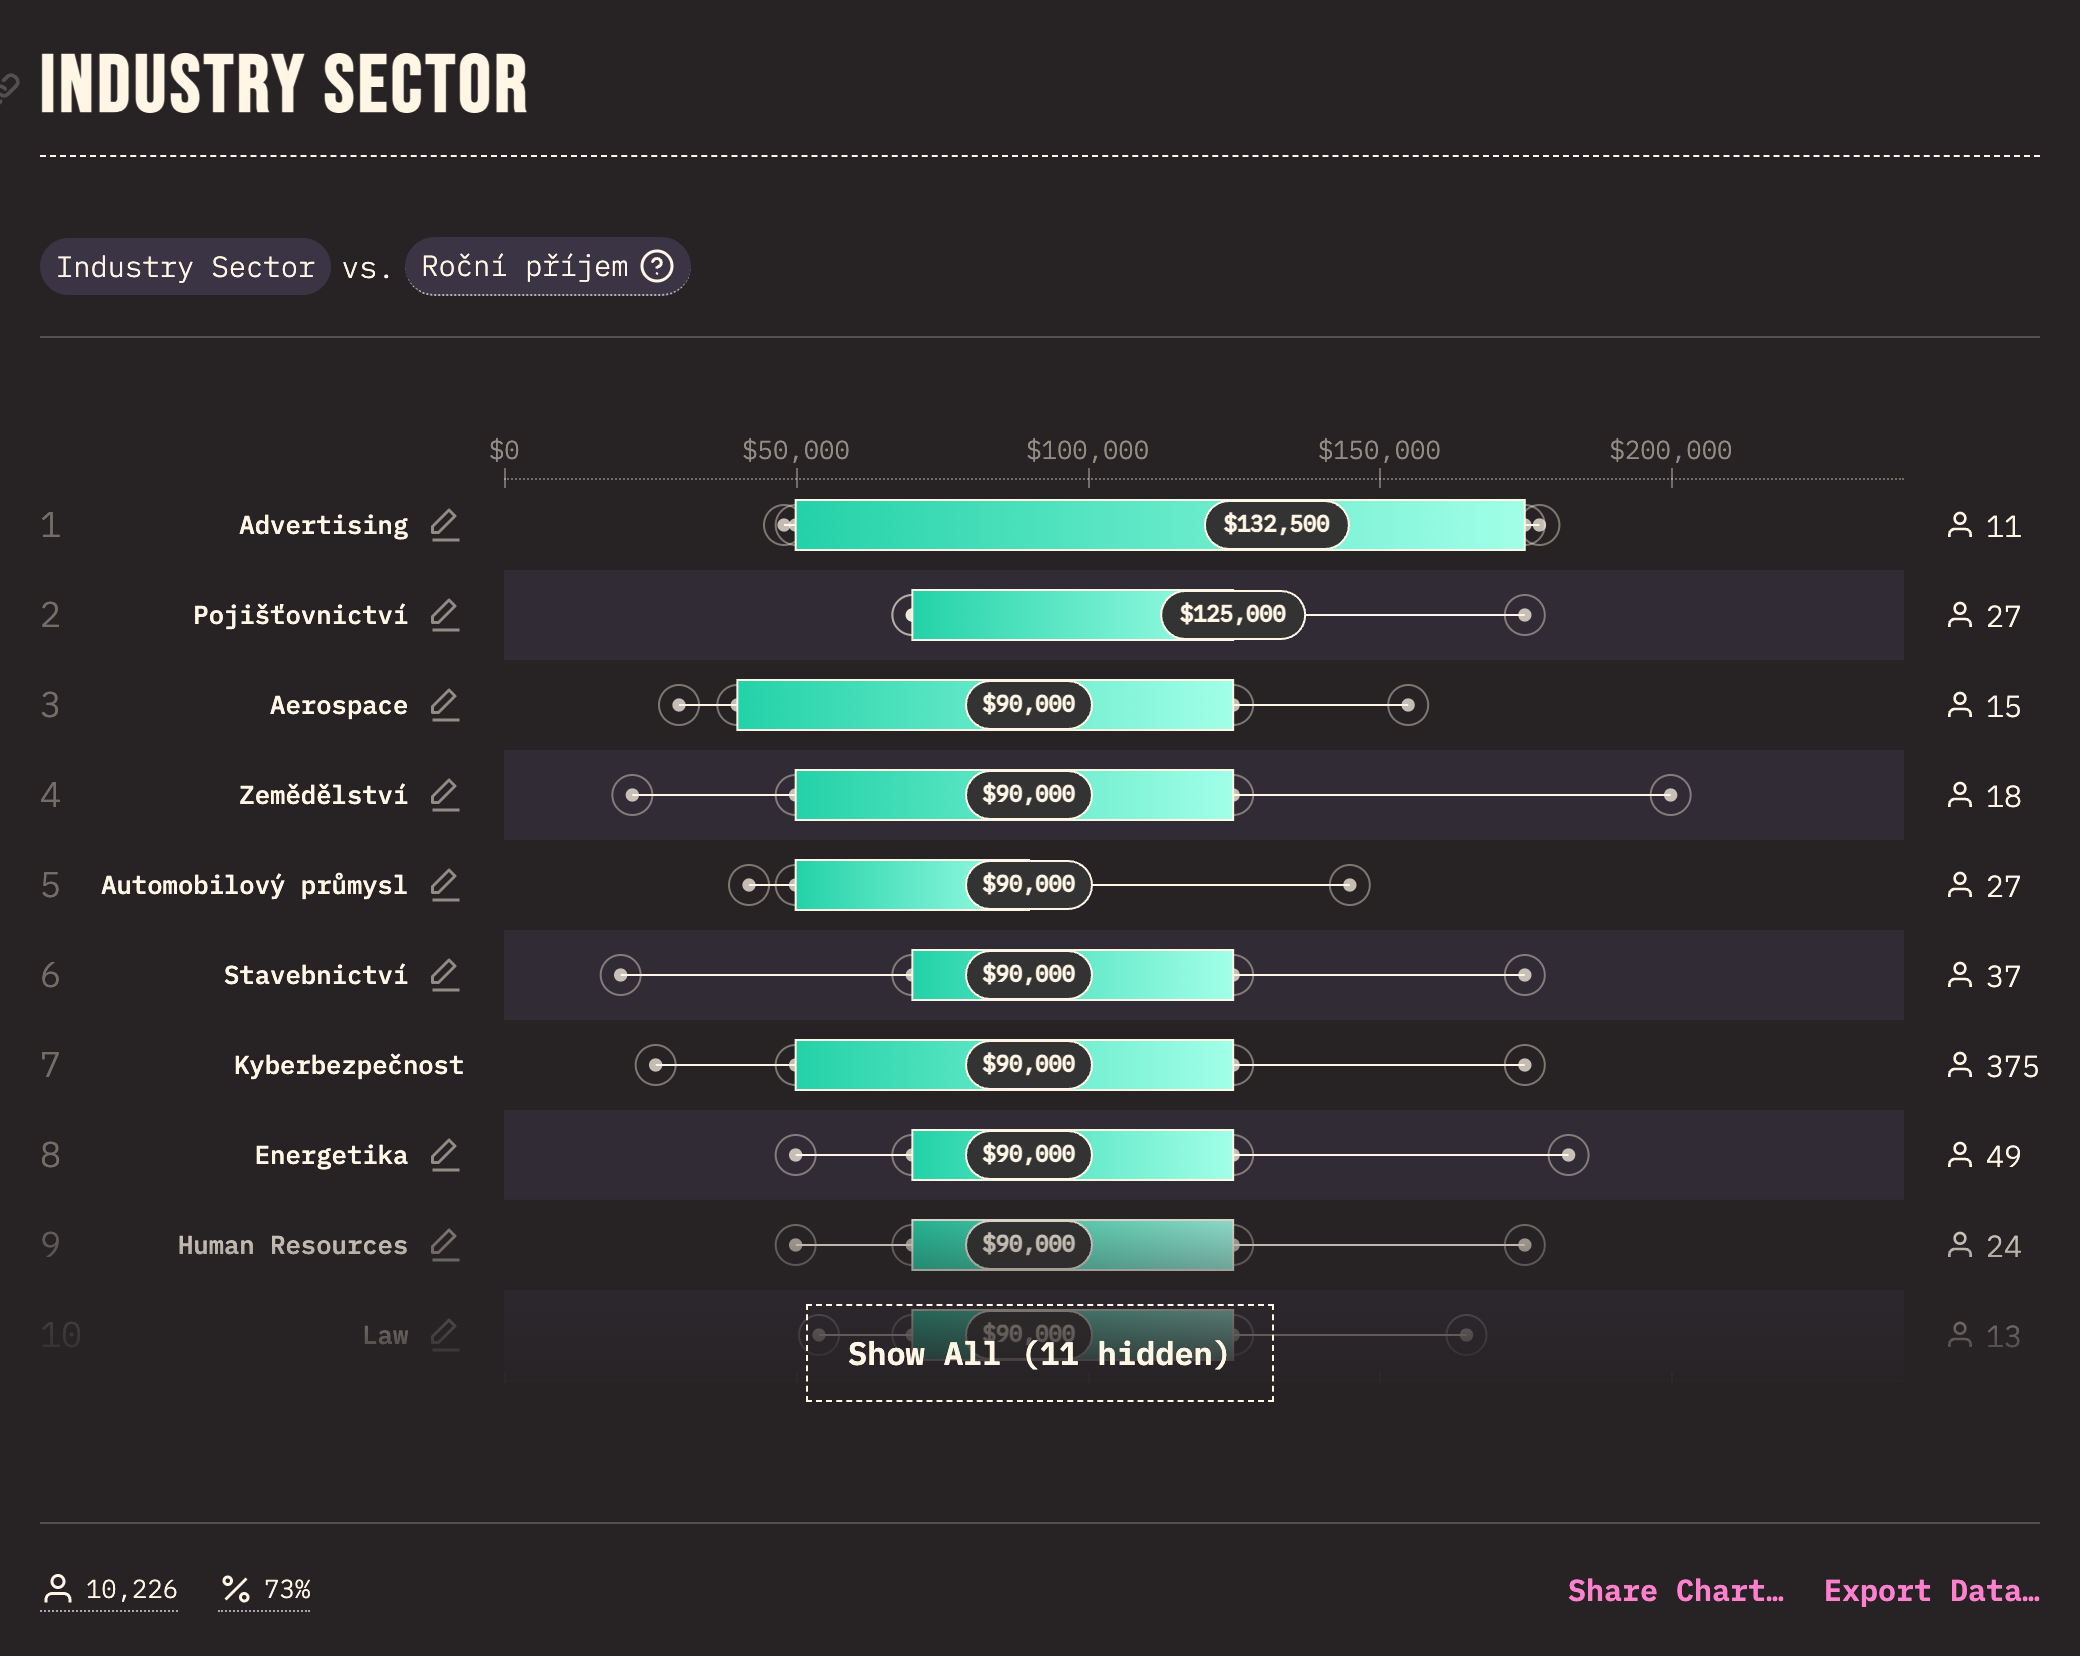 INDUSTRY SECTOR
Industry Sector vs. Roční příjem ?
$0 $50,000 $100,000 $150,000 $200,000
1 Advertising $132,500 11
2 Pojišťovnictví $125,000 27
3 Aerospace $90,000 15
4 Zemědělství $90,000 18
5 Automobilový průmysl $90,000 27
6 Stavebnictví $90,000 37
7 Kyberbezpečnost $90,000 375
8 Energetika $90,000 49
9 Human Resources $90,000 24
10 Law $90,000 13
Show All (11 hidden)
10,226 73% Share Chart… Export Data…